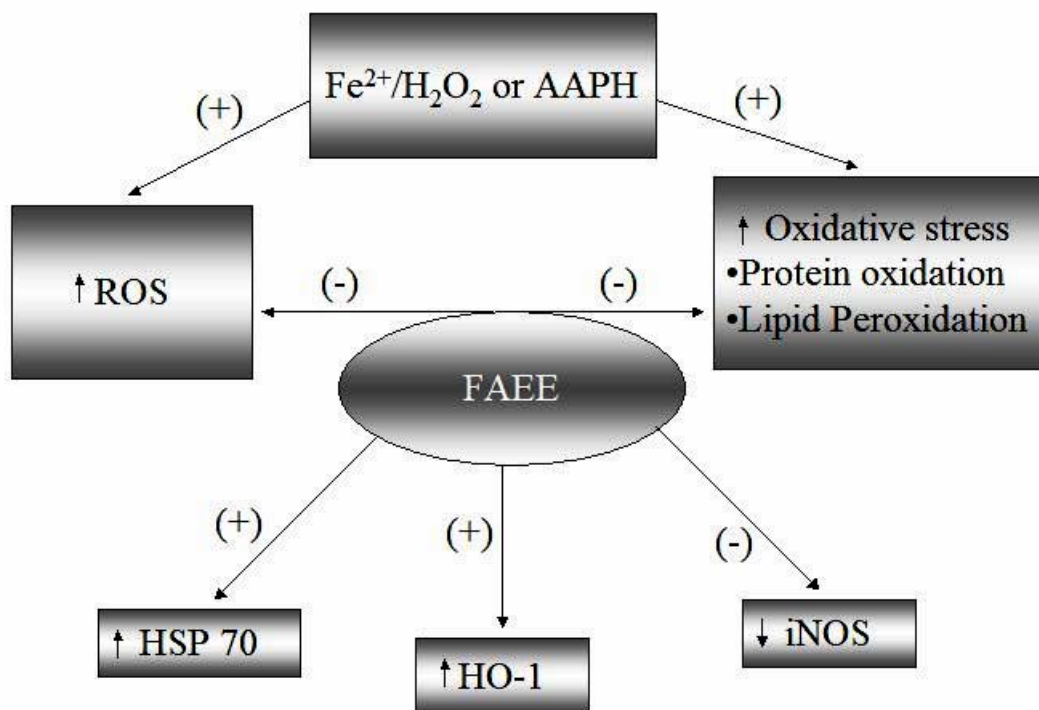 Fe²⁺/H₂O₂ or AAPH
(+)
(+)
↑ ROS
↑ Oxidative stress
•Protein oxidation
•Lipid Peroxidation
(-)
(-)
FAEE
(+)
(+)
(-)
↑ HSP 70
↑ HO-1
↓ iNOS